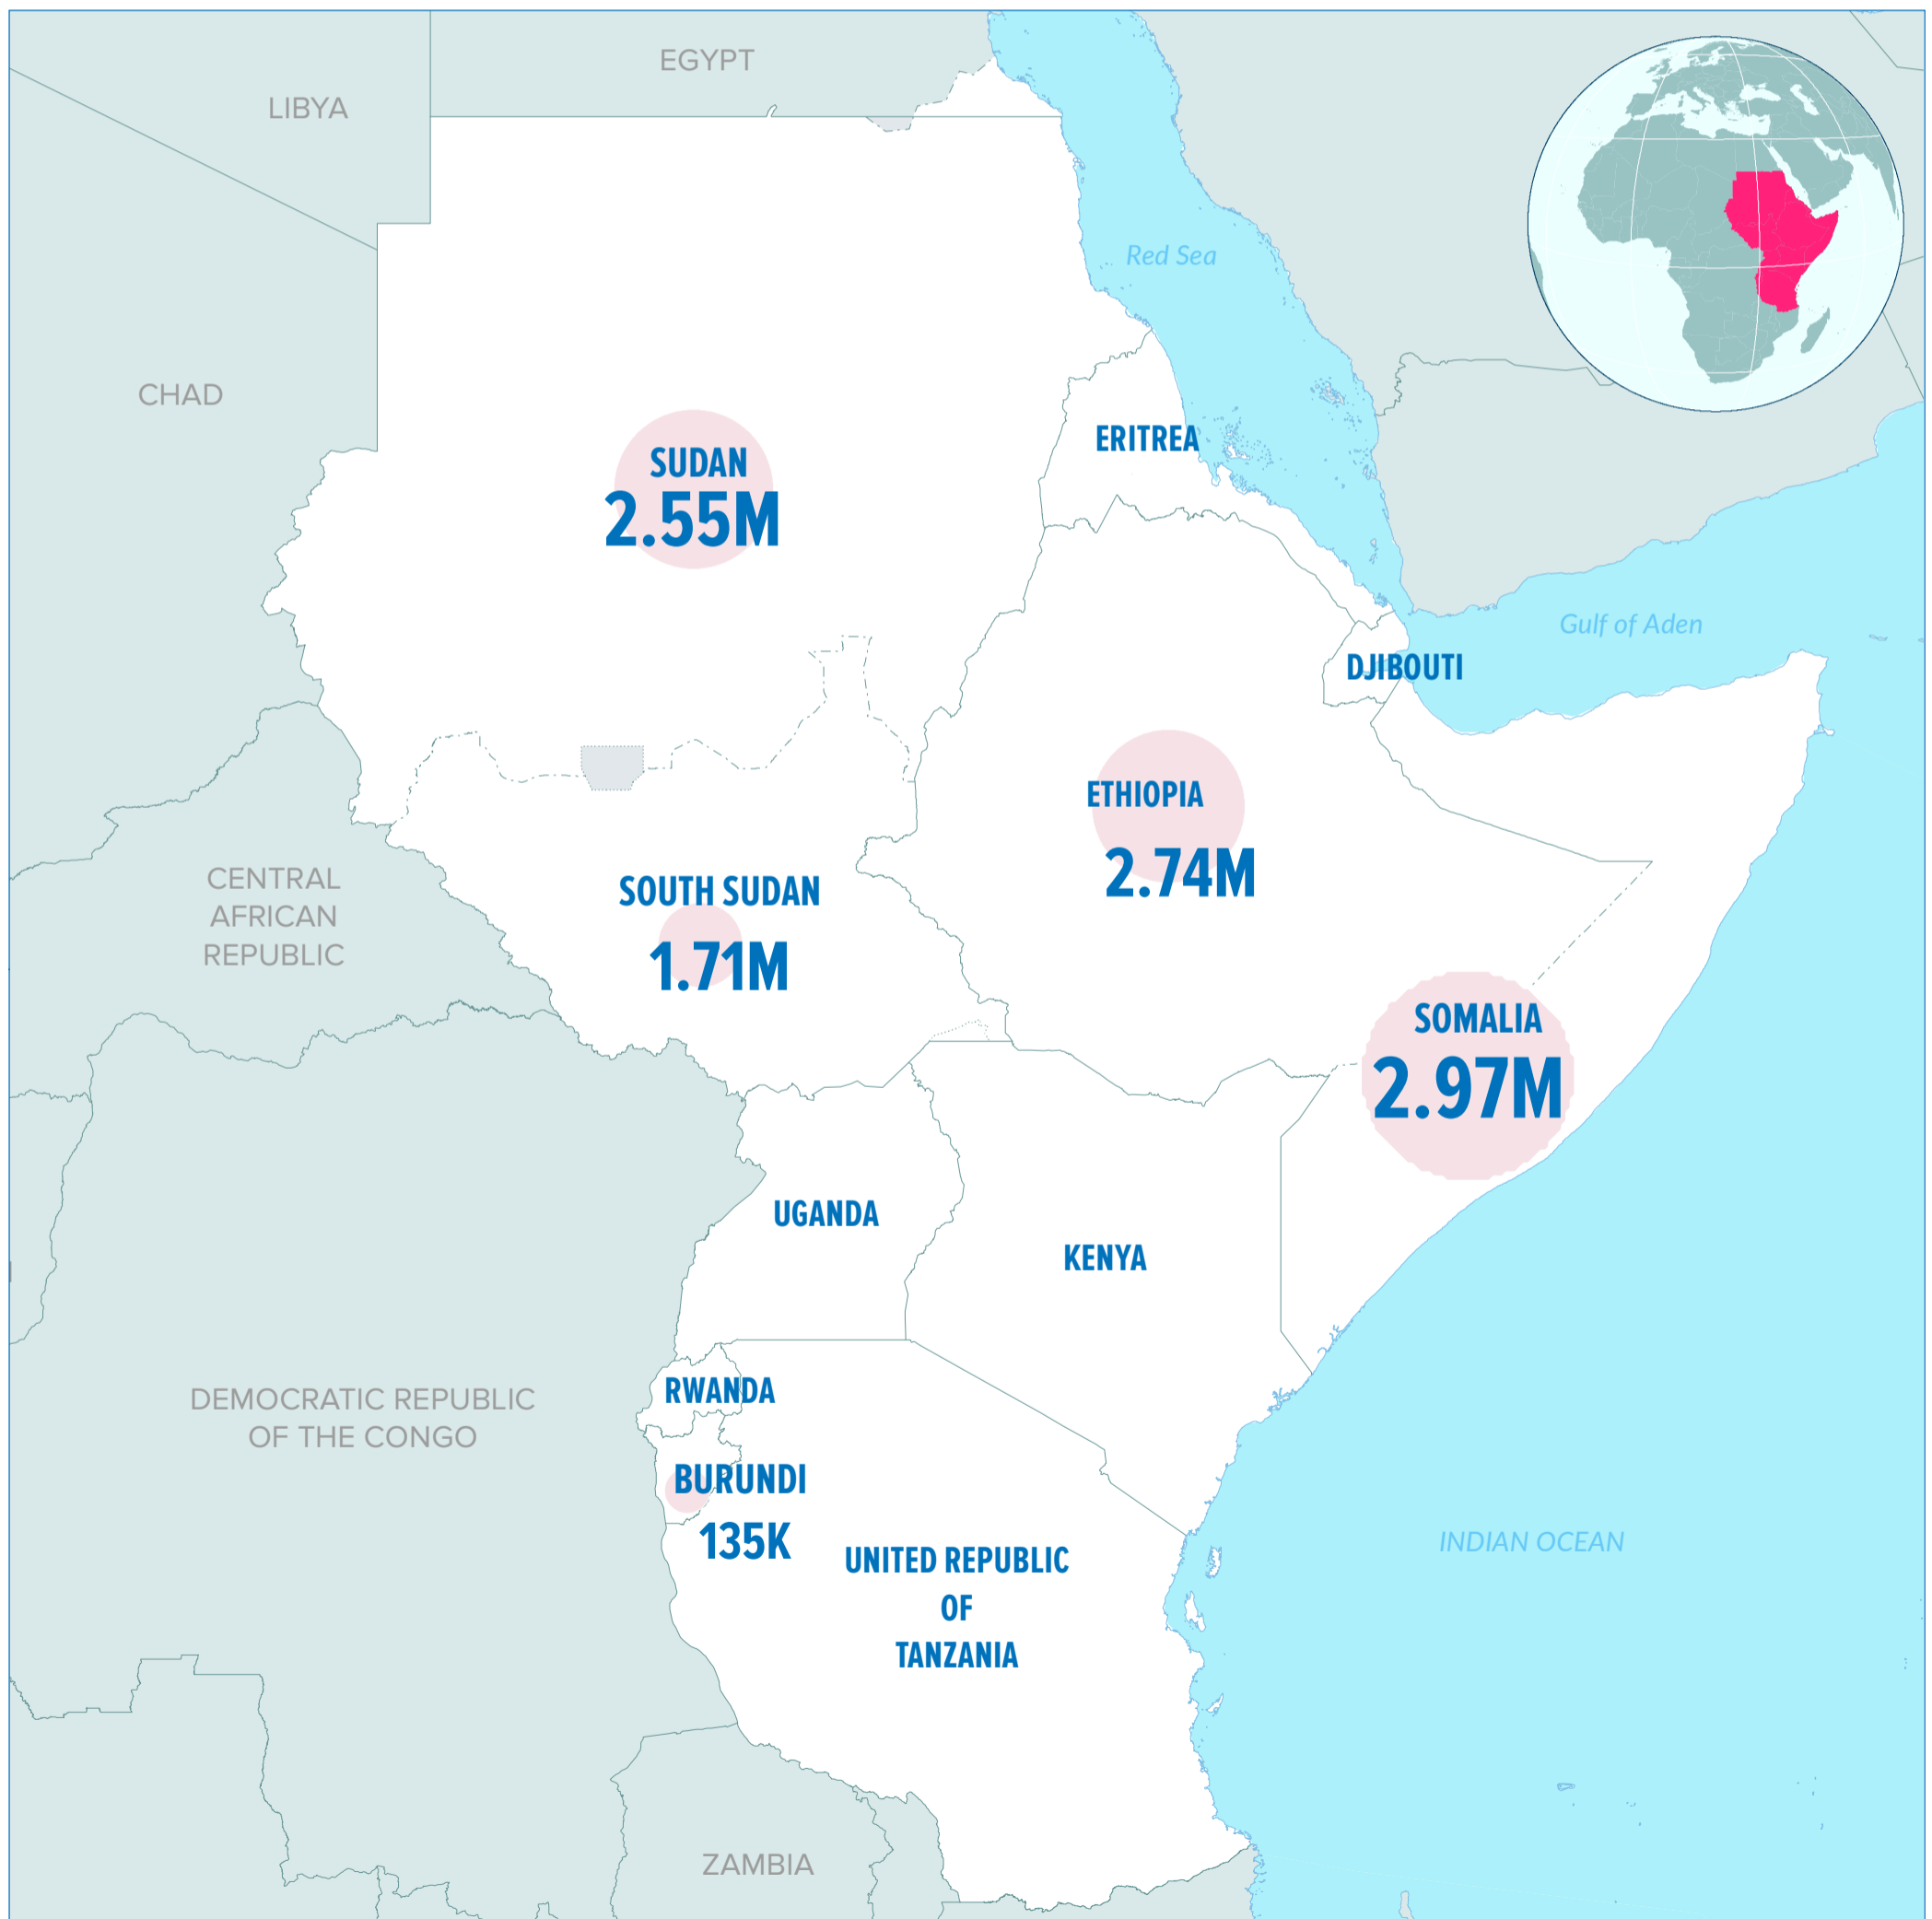 EGYPT
LIBYA
Red Sea
CHAD
ERITREA
SUDAN
2.55M
Gulf of Aden
DJIBOUTI
ETHIOPIA
2.74M
CENTRAL
AFRICAN
REPUBLIC
SOUTH SUDAN
1.71M
SOMALIA
2.97M
UGANDA
KENYA
RWANDA
DEMOCRATIC REPUBLIC
OF THE CONGO
BURUNDI
135K
UNITED REPUBLIC
OF
TANZANIA
INDIAN OCEAN
ZAMBIA